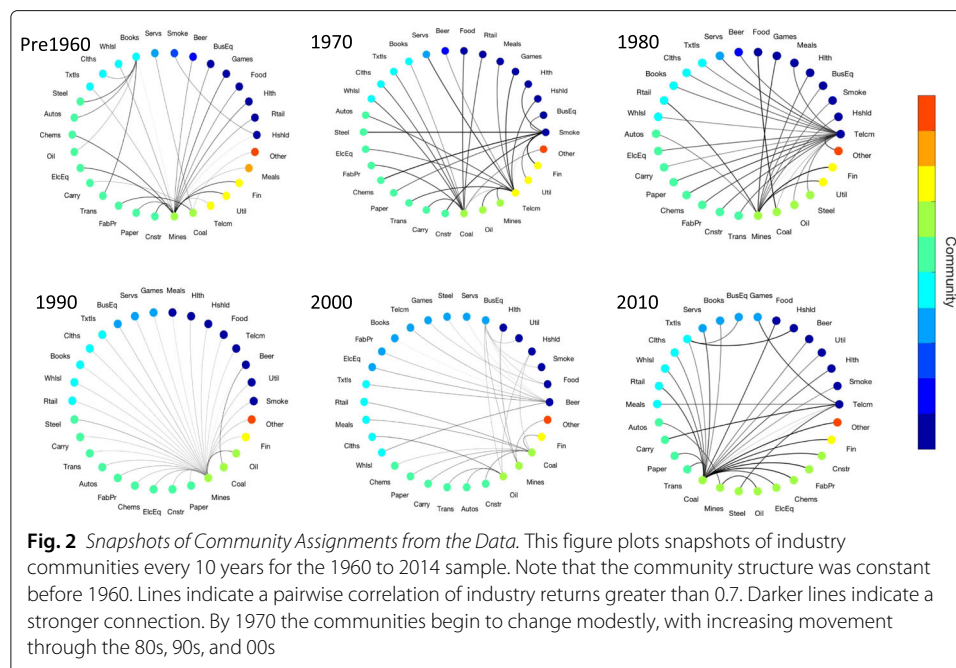 Pre1960
Books
Servs
Smoke
Beer
BusEq
Games
Food
Hlth
Rtail
Hshld
Other
Meals
Fin
Util
Telcm
Coal
Mines
Cnstr
Paper
FabPr
Trans
Carry
ElcEq
Oil
Chems
Autos
Steel
Txtls
Clths
Whlsl
1970
Food
Rtail
Meals
Games
Hlth
Hshld
BusEq
Smoke
Other
Fin
Util
Telcm
Mines
Oil
Coal
Cnstr
Carry
Trans
Paper
Chems
FabPr
ElcEq
Steel
Autos
Whlsl
Clths
Txtls
Books
Servs
Beer
1980
Food
Games
Meals
Hlth
BusEq
Smoke
Hshld
Telcm
Other
Fin
Util
Steel
Oil
Coal
Mines
Trans
Cnstr
FabPr
Chems
Paper
Carry
ElcEq
Autos
Whlsl
Rtail
Books
Clths
Txtls
Servs
Beer
1990
Meals
Hlth
Hshld
Food
Telcm
Beer
Util
Smoke
Other
Fin
Oil
Coal
Mines
Paper
Cnstr
ElcEq
Chems
FabPr
Autos
Trans
Carry
Steel
Rtail
Whlsl
Books
Clths
Txtls
BusEq
Servs
Games
2000
Servs
BusEq
Hlth
Util
Hshld
Smoke
Food
Beer
Other
Fin
Coal
Mines
Oil
Cnstr
Autos
Trans
Carry
Paper
Chems
Whlsl
Clths
Meals
Rtail
Txtls
ElcEq
FabPr
Books
Telcm
Games
Steel
2010
Games
Food
Hshld
Beer
Util
Hlth
Smoke
Telcm
Other
Fin
Cnstr
FabPr
Chems
ElcEq
Oil
Steel
Mines
Coal
Trans
Paper
Carry
Autos
Meals
Rtail
Whlsl
Clths
Txtls
Servs
Books
BusEq
Community
Fig. 2 Snapshots of Community Assignments from the Data. This figure plots snapshots of industry
communities every 10 years for the 1960 to 2014 sample. Note that the community structure was constant
before 1960. Lines indicate a pairwise correlation of industry returns greater than 0.7. Darker lines indicate a
stronger connection. By 1970 the communities begin to change modestly, with increasing movement
through the 80s, 90s, and 00s